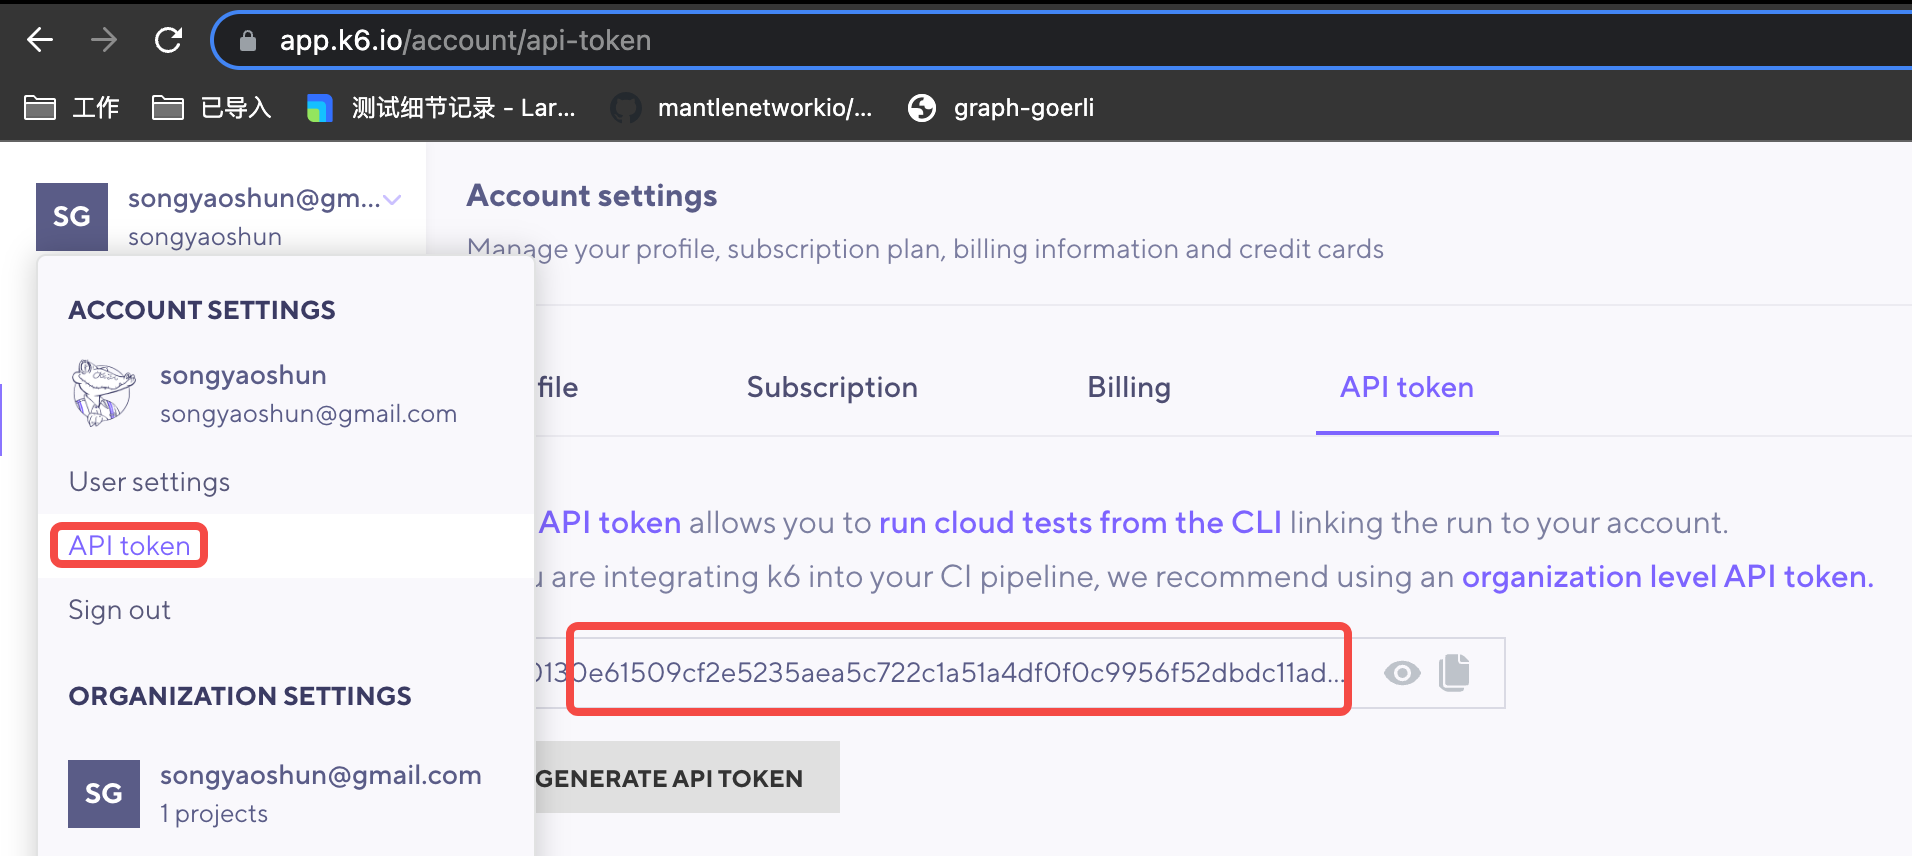 app.k6.io/account/api-token
工作
已导入
测试细节记录 - Lar...
mantlenetworkio/...
graph-goerli
SG
songyaoshun@gm...
songyaoshun
Account settings
Manage your profile, subscription plan, billing information and credit cards
ACCOUNT SETTINGS
songyaoshun
songyaoshun@gmail.com
User settings
API token
Sign out
ORGANIZATION SETTINGS
SG
songyaoshun@gmail.com
1 projects
file
Subscription
Billing
API token
API token allows you to run cloud tests from the CLI linking the run to your account.
u are integrating k6 into your CI pipeline, we recommend using an organization level API token.
0130e61509cf2e5235aea5c722c1a51a4df0f0c9956f52dbdc11ad...
GENERATE API TOKEN